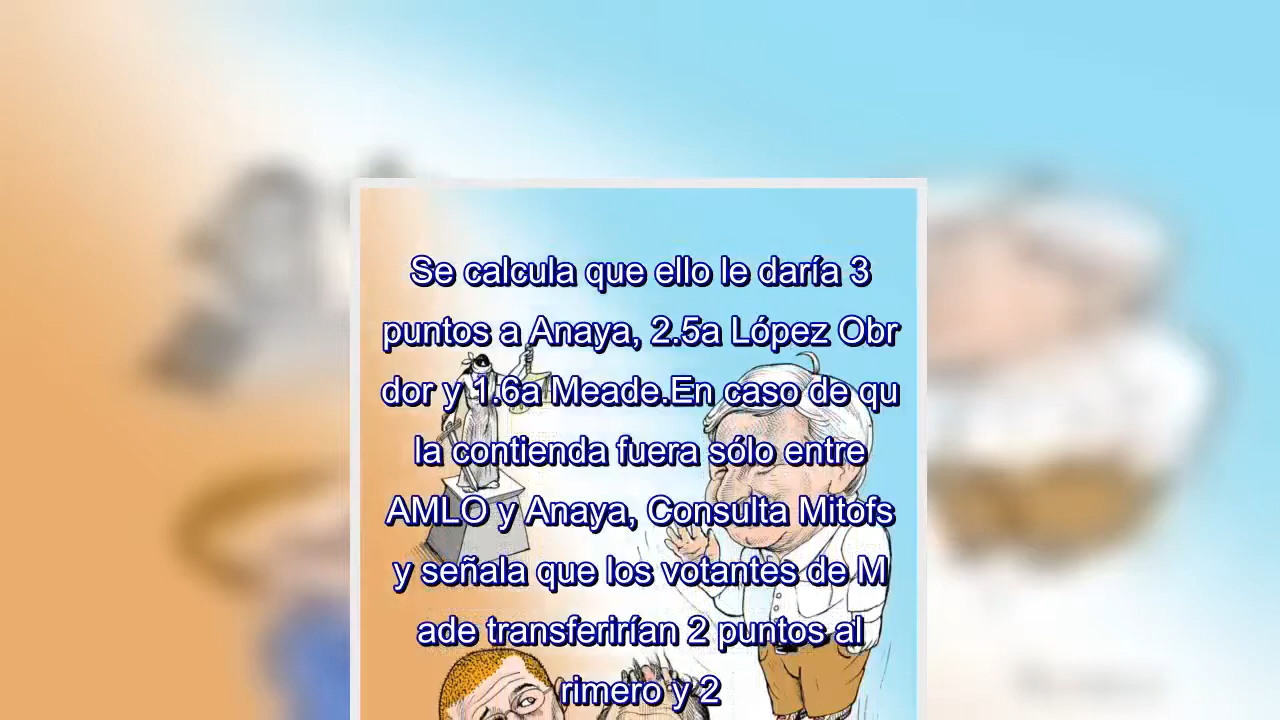 Se calcula que ello le daría 3
puntos a Anaya, 2.5a López Obr
dor y 1.6a Meade.En caso de qu
la contienda fuera sólo entre
AMLO y Anaya, Consulta Mitofs
y señala que los votantes de M
ade transferirían 2 puntos al
rimero y 2